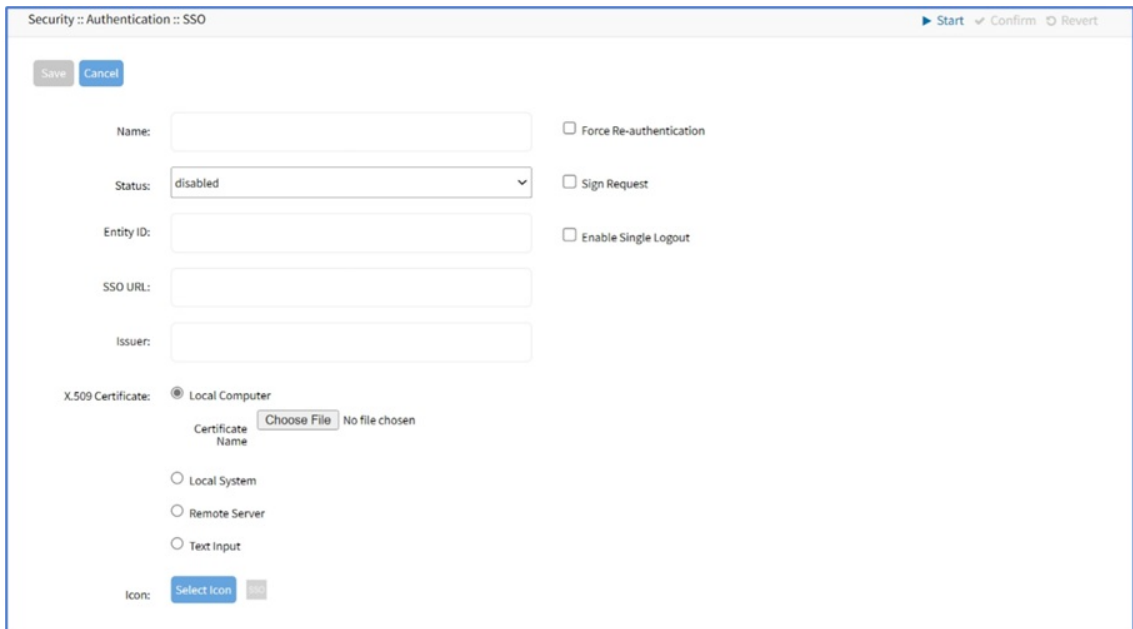 Security :: Authentication :: SSO
Start Confirm Revert
Save Cancel
Name:
Force Re-authentication
Status: disabled
Sign Request
Entity ID:
Enable Single Logout
SSO URL:
Issuer:
X.509 Certificate: Local Computer
Certificate Name Choose File No file chosen
Local System
Remote Server
Text Input
Icon: Select Icon SSO